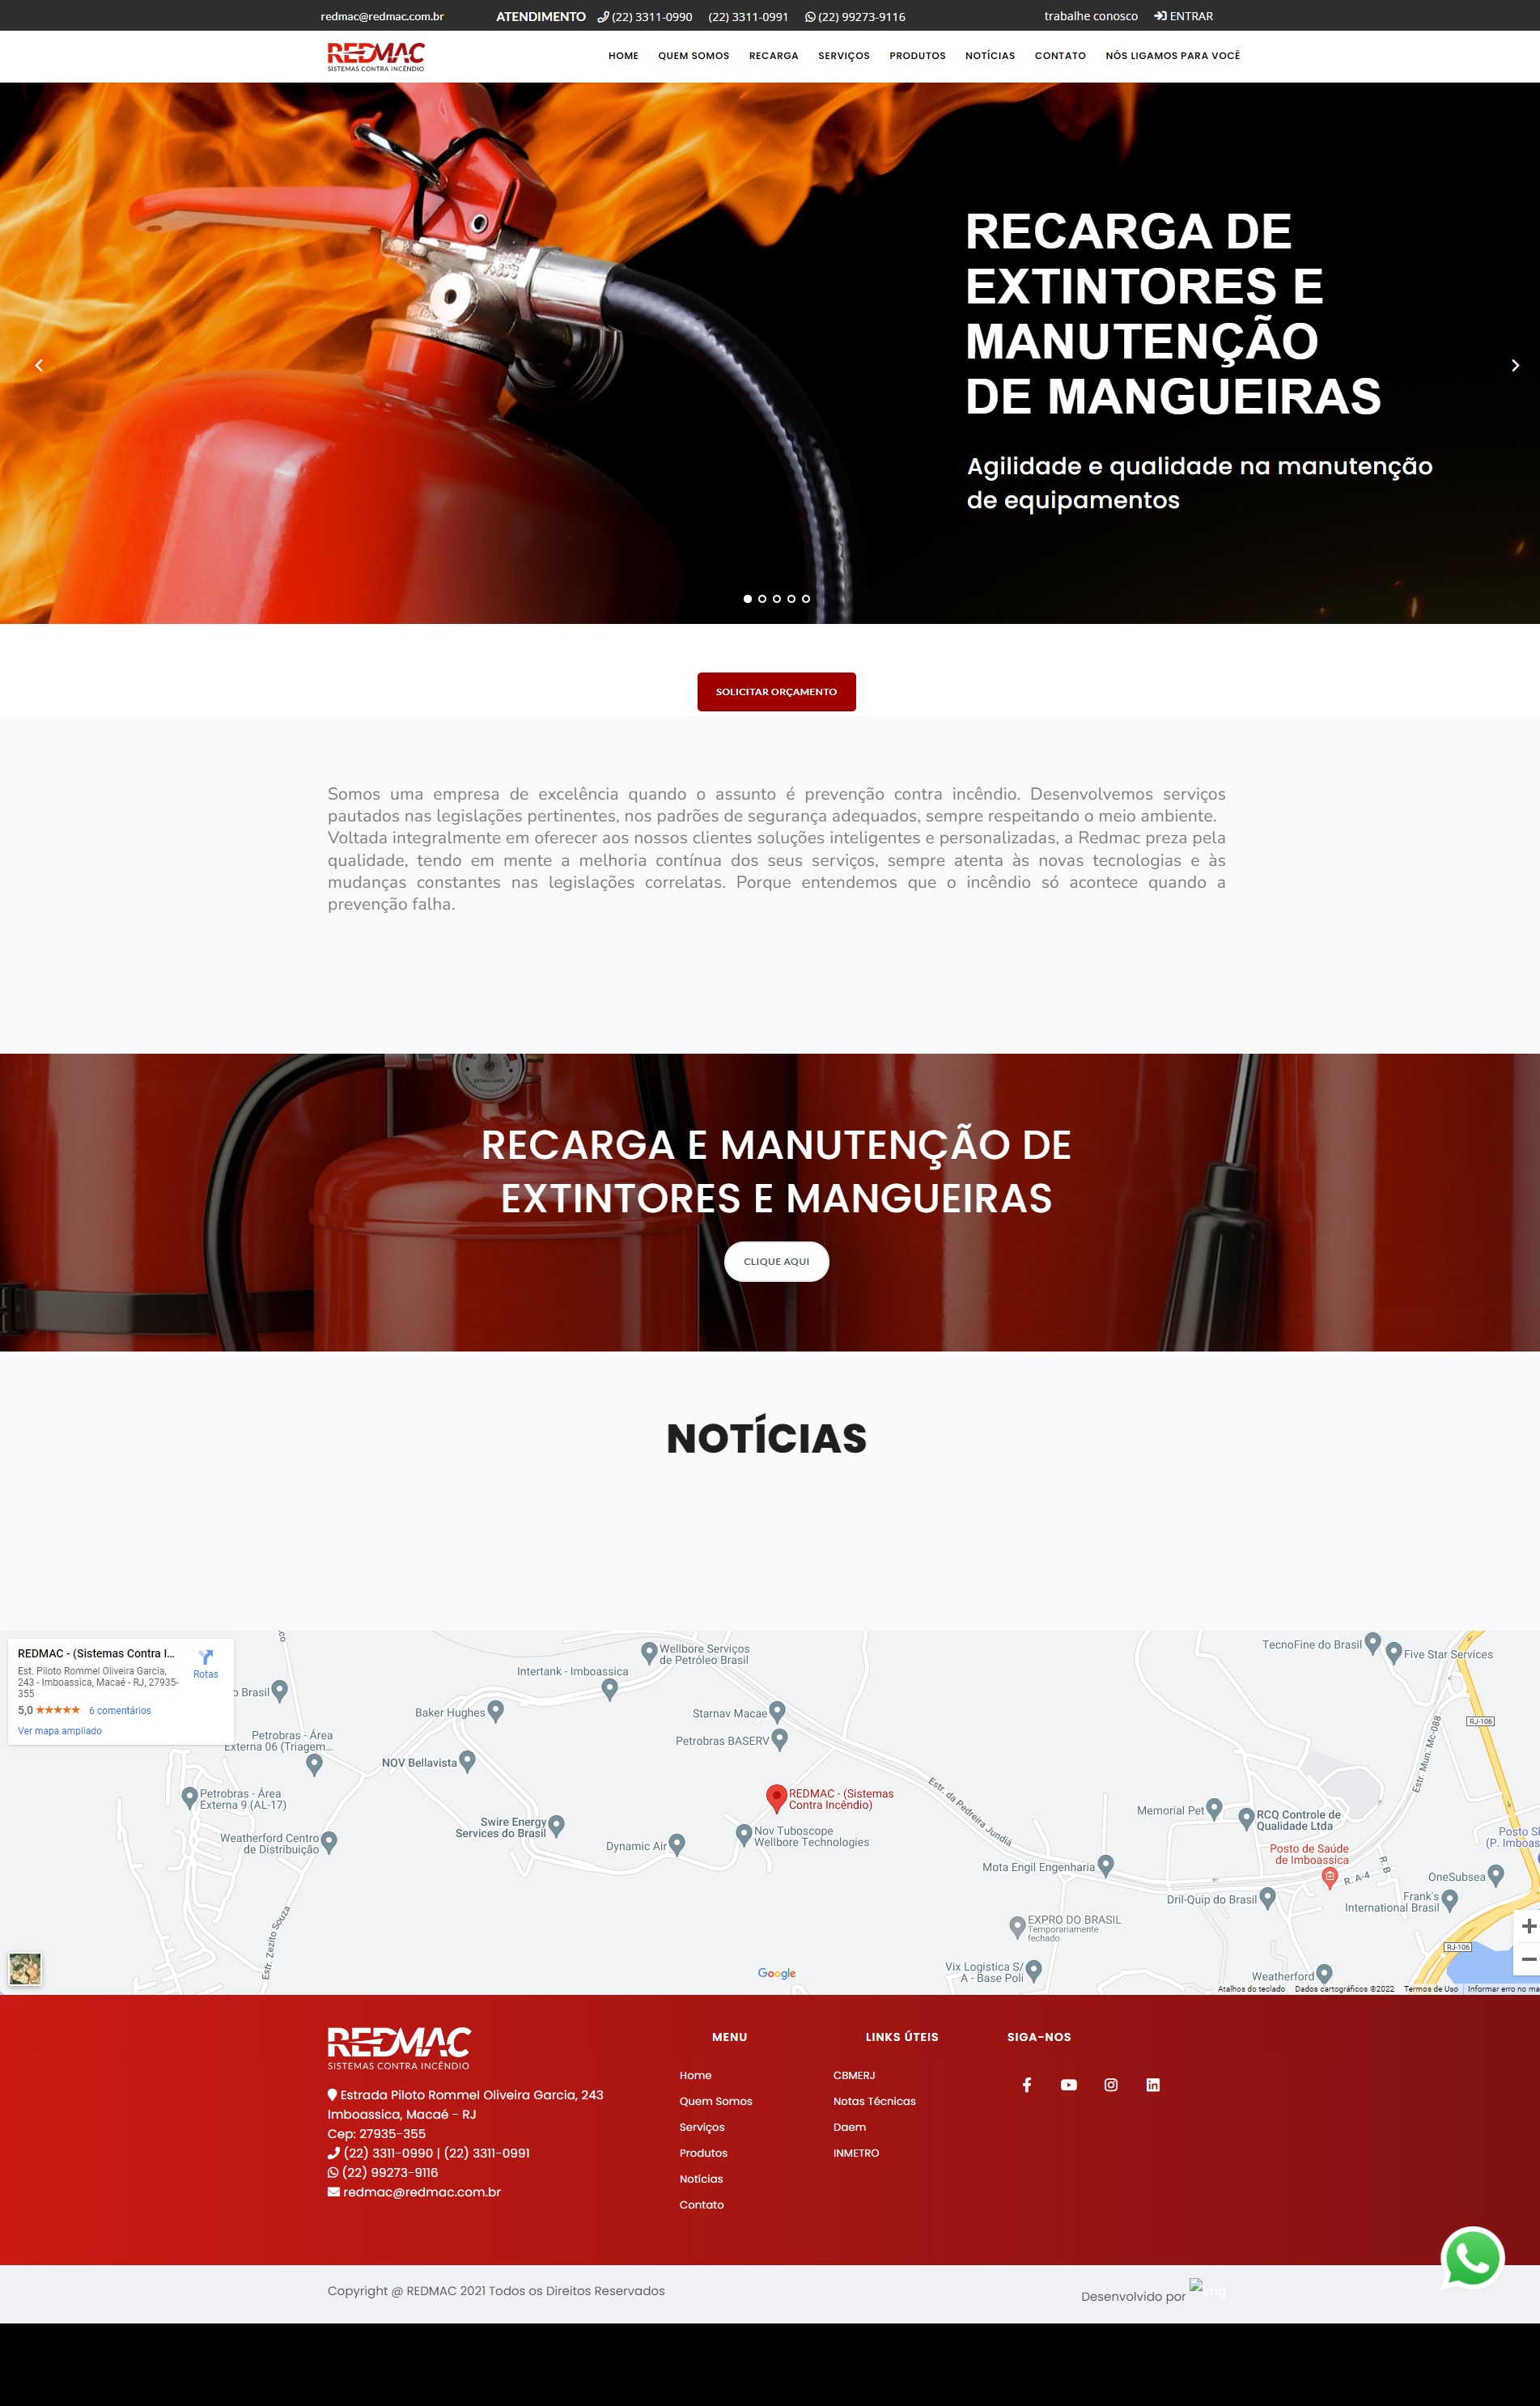 redmac@redmac.com.br
ATENDIMENTO (22) 3311-0990 (22) 3311-0991 (22) 99273-9116
trabalhe conosco ENTRAR
REDMAC
SISTEMAS CONTRA INCÊNDIO
HOME QUEM SOMOS RECARGA SERVIÇOS PRODUTOS NOTÍCIAS CONTATO NÓS LIGAMOS PARA VOCÊ
RECARGA DE
EXTINTORES E
MANUTENÇÃO
DE MANGUEIRAS
Agilidade e qualidade na manutenção
de equipamentos
SOLICITAR ORÇAMENTO
Somos uma empresa de excelência quando o assunto é prevenção contra incêndio. Desenvolvemos serviços
pautados nas legislações pertinentes, nos padrões de segurança adequados, sempre respeitando o meio ambiente.
Voltada integralmente em oferecer aos nossos clientes soluções inteligentes e personalizadas, a Redmac preza pela
qualidade, tendo em mente a melhoria contínua dos seus serviços, sempre atenta às novas tecnologias e às
mudanças constantes nas legislações correlatas. Porque entendemos que o incêndio só acontece quando a
prevenção falha.
RECARGA E MANUTENÇÃO DE
EXTINTORES E MANGUEIRAS
CLIQUE AQUI
NOTÍCIAS
REDMAC - (Sistemas Contra I...
Est. Piloto Rommel Oliveira Garcia,
243 - Imboassica, Macaé - RJ, 27935-
355
5,0 ★★★★★ 6 comentários
Ver mapa ampliado
Rotas
o Brasil
Petrobras - Área
Externa 06 (Triagem...
Petrobras - Área
Externa 9 (AL-17)
Weatherford Centro
de Distribuição
Estr. Zezito Souza
Baker Hughes
NOV Bellavista
Swire Energy
Services do Brasil
Intertank - Imboassica
Wellbore Serviços
de Petróleo Brasil
Starnav Macae
Petrobras BASERV
REDMAC - (Sistemas
Contra Incêndio)
Nov Tuboscope
Wellbore Technologies
Dynamic Air
Estr. da Pedreira Jundiá
Mota Engil Engenharia
EXPRO DO BRASIL
Temporariamente
fechado
Vix Logistica S/
A - Base Poli
TecnoFine do Brasil
Five Star Services
RJ-106
Estr. Mun. Mc-088
Memorial Pet
RCQ Controle de
Qualidade Ltda
Posto de Saúde
de Imboassica
R. B
R. A-4
Dril-Quip do Brasil
OneSubsea
Frank's
International Brasil
RJ-106
Weatherford
Google
Atalhos do teclado Dados cartográficos ©2022 Termos de Uso Informar erro no ma
REDMAC
SISTEMAS CONTRA INCÊNDIO
Estrada Piloto Rommel Oliveira Garcia, 243
Imboassica, Macaé - RJ
Cep: 27935-355
(22) 3311-0990 | (22) 3311-0991
(22) 99273-9116
redmac@redmac.com.br
MENU
Home
Quem Somos
Serviços
Produtos
Notícias
Contato
LINKS ÚTEIS
CBMERJ
Notas Técnicas
Daem
INMETRO
SIGA-NOS
Copyright @ REDMAC 2021 Todos os Direitos Reservados
Desenvolvido por img